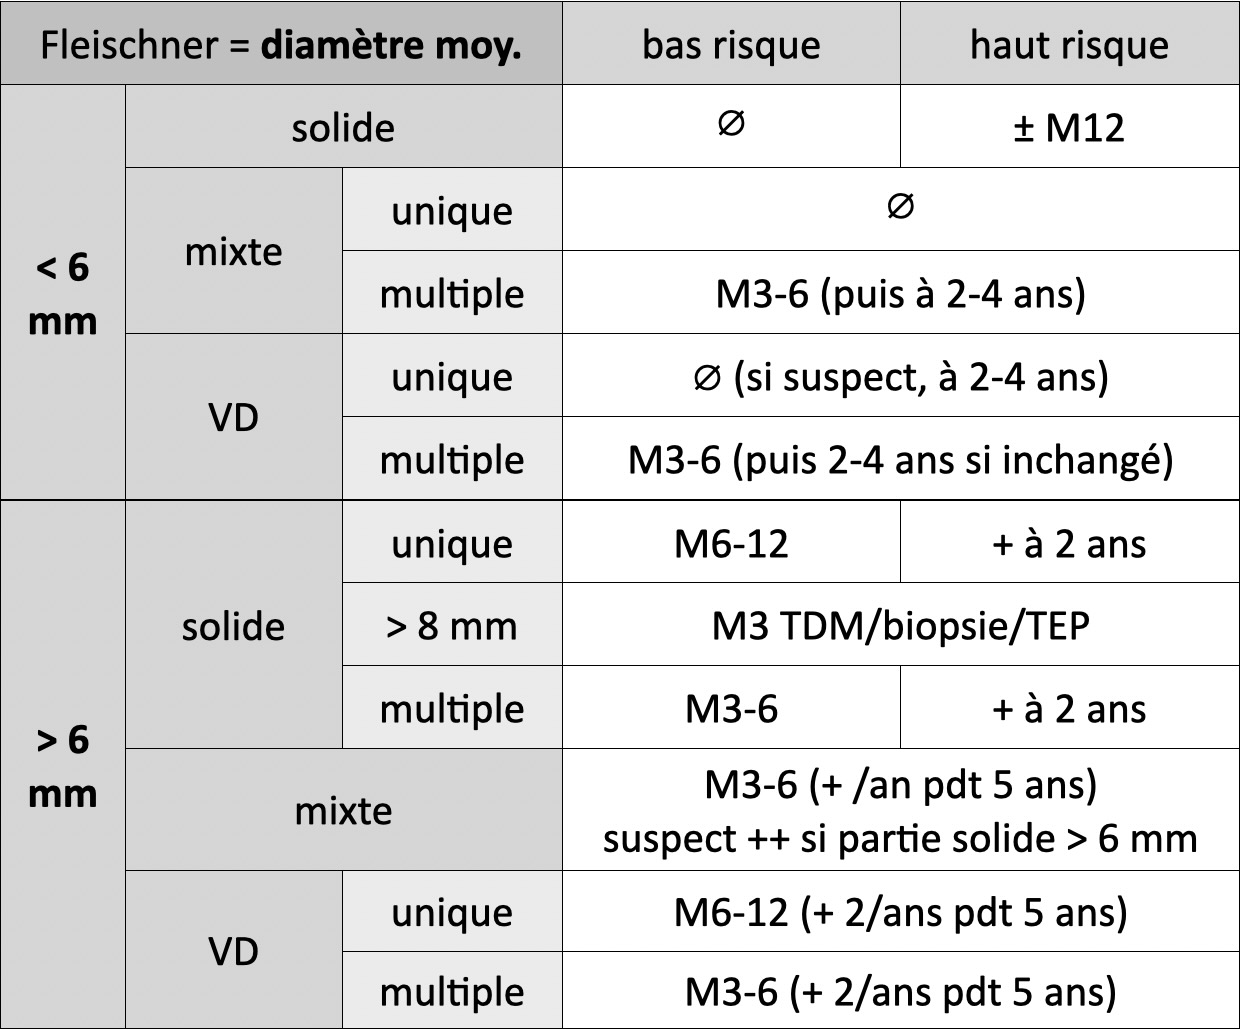 Fleischner = diamètre moy.
bas risque
haut risque
< 6
mm
solide
∅
± M12
mixte
unique
∅
multiple
M3-6 (puis à 2-4 ans)
VD
unique
∅ (si suspect, à 2-4 ans)
multiple
M3-6 (puis 2-4 ans si inchangé)
> 6
mm
solide
unique
M6-12
+ à 2 ans
> 8 mm
M3 TDM/biopsie/TEP
multiple
M3-6
+ à 2 ans
mixte
M3-6 (+ /an pdt 5 ans)
suspect ++ si partie solide > 6 mm
VD
unique
M6-12 (+ 2/ans pdt 5 ans)
multiple
M3-6 (+ 2/ans pdt 5 ans)